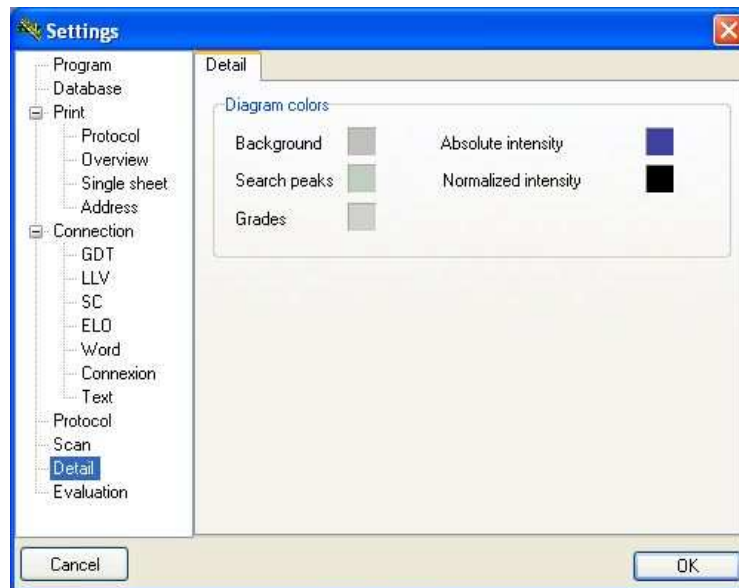 Settings
Program
Database
Print
Protocol
Overview
Single sheet
Address
Connection
GDT
LLV
SC
ELO
Word
Connexion
Text
Protocol
Scan
Detail
Evaluation
Detail
Diagram colors
Background
Absolute intensity
Search peaks
Normalized intensity
Grades
Cancel
OK